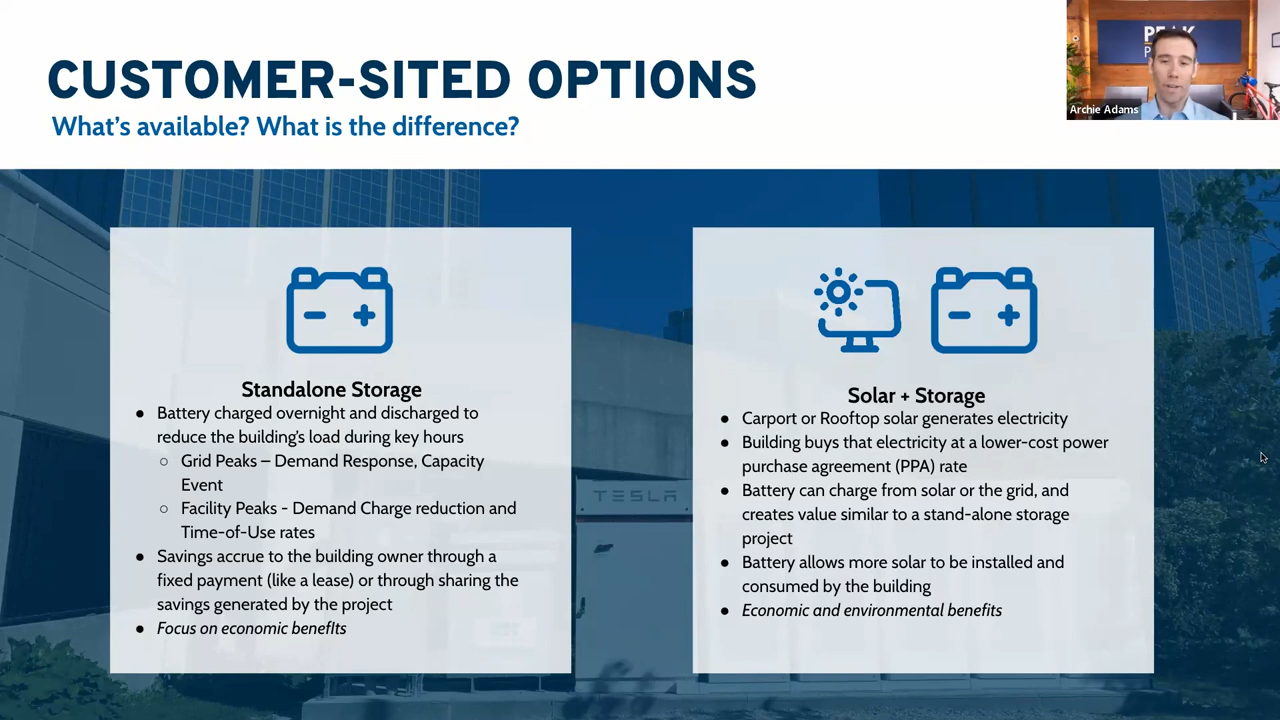 CUSTOMER-SITED OPTIONS
What's available? What is the difference?
Archie Adams
Standalone Storage
● Battery charged overnight and discharged to
reduce the building's load during key hours
○ Grid Peaks – Demand Response, Capacity
Event
○ Facility Peaks - Demand Charge reduction and
Time-of-Use rates
● Savings accrue to the building owner through a
fixed payment (like a lease) or through sharing the
savings generated by the project
● Focus on economic benefIts
Solar + Storage
● Carport or Rooftop solar generates electricity
● Building buys that electricity at a lower-cost power
purchase agreement (PPA) rate
● Battery can charge from solar or the grid, and
creates value similar to a stand-alone storage
project
● Battery allows more solar to be installed and
consumed by the building
● Economic and environmental benefits
TESLA